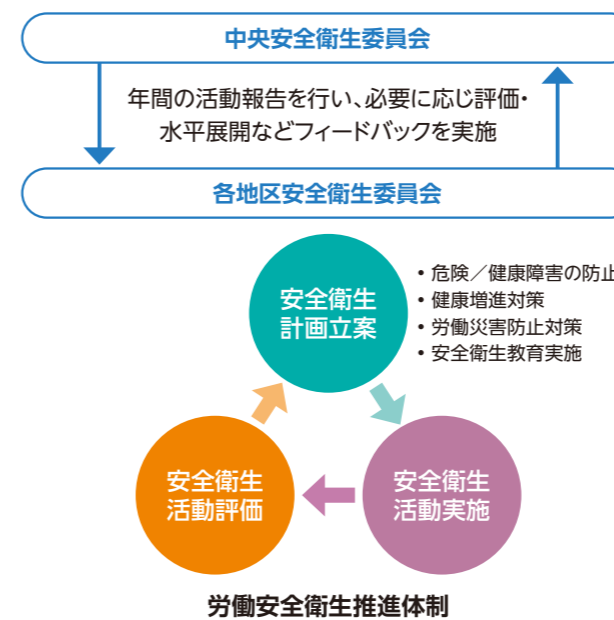 中央安全衛生委員会
年間の活動報告を行い、必要に応じ評価・
水平展開などフィードバックを実施
各地区安全衛生委員会
安全衛生
計画立案
• 危険／健康障害の防止
• 健康増進対策
• 労働災害防止対策
• 安全衛生教育実施
安全衛生
活動評価
安全衛生
活動実施
労働安全衛生推進体制